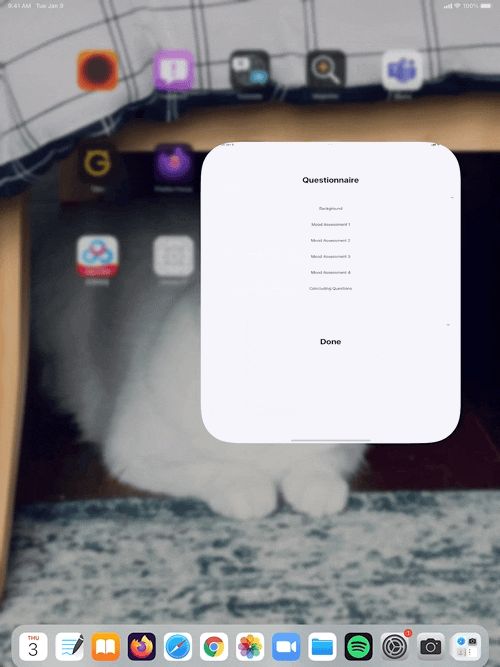 9:41 AM Tue Jan 9
100%
Questionnaire
Background
Mood Assessment 1
Mood Assessment 2
Mood Assessment 3
Mood Assessment 4
Concluding Questions
Done
THU
3
1